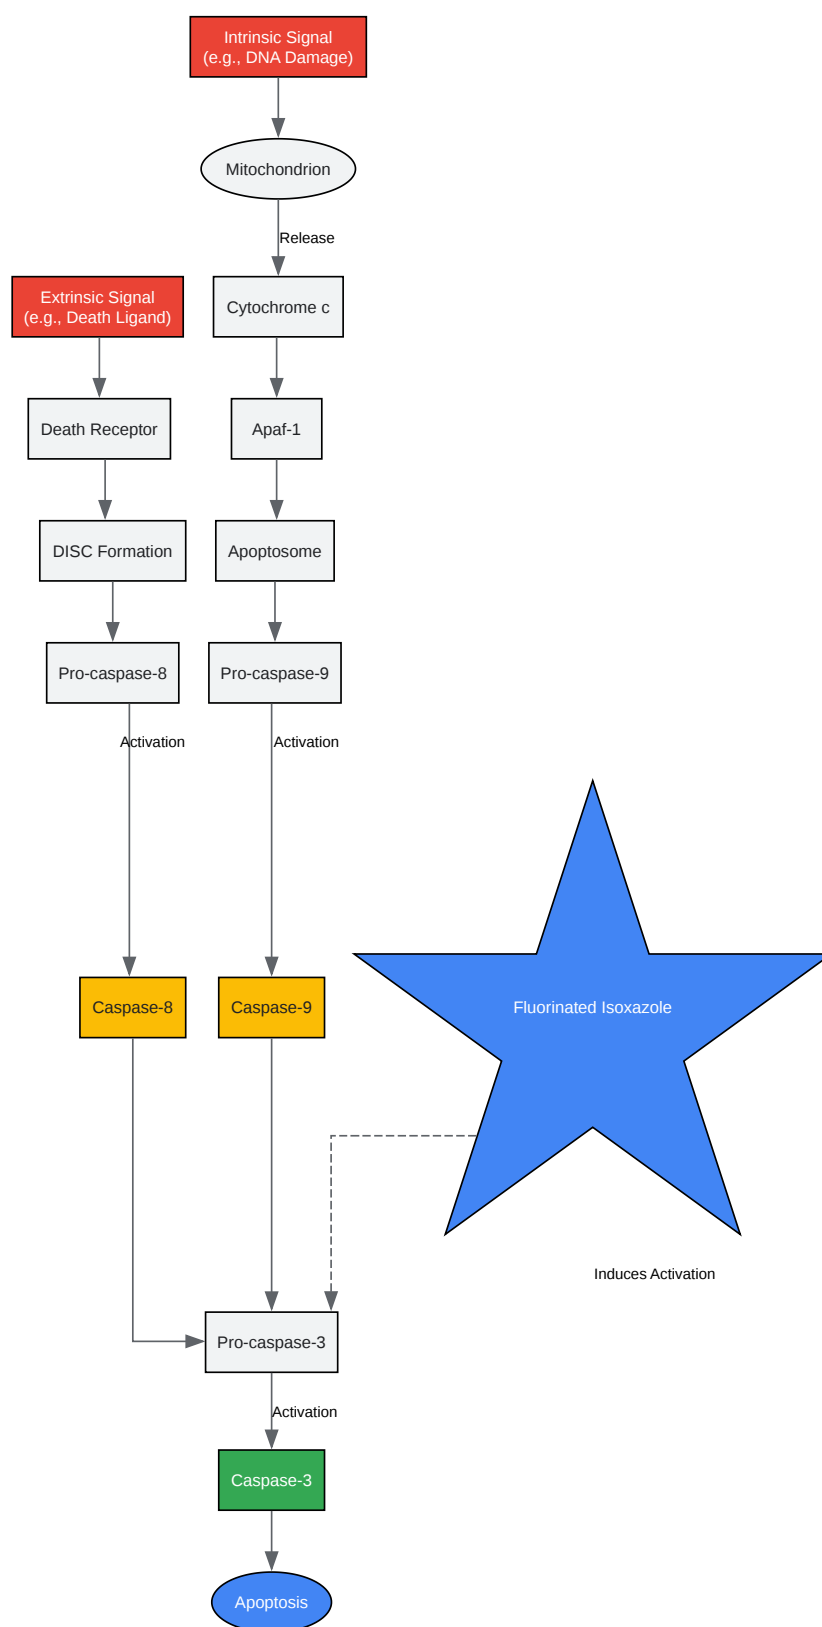 Intrinsic Signal
(e.g., DNA Damage)
Mitochondrion
Release
Extrinsic Signal
(e.g., Death Ligand)
Cytochrome c
Death Receptor
Apaf-1
DISC Formation
Apoptosome
Pro-caspase-8
Pro-caspase-9
Activation
Activation
Caspase-8
Caspase-9
Fluorinated Isoxazole
Induces Activation
Pro-caspase-3
Activation
Caspase-3
Apoptosis